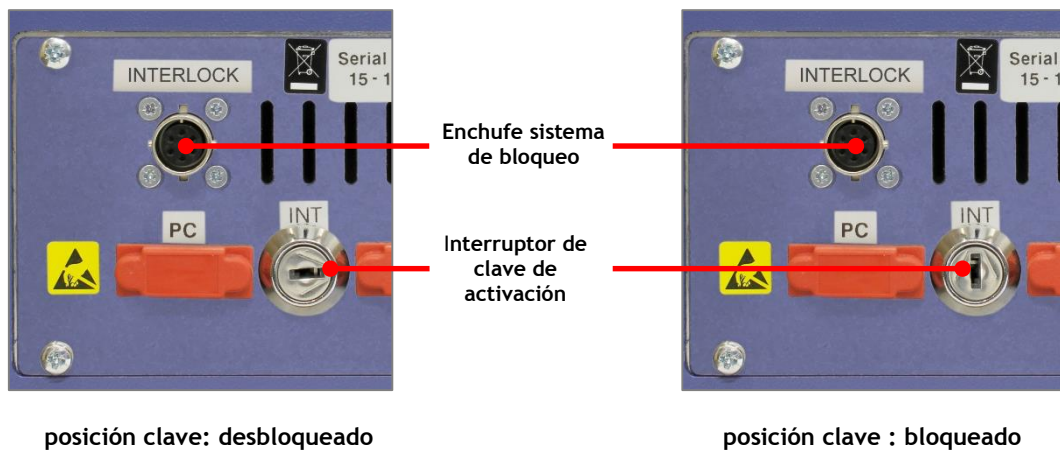 INTERLOCK
Serial
15 - 1
PC
INT
Enchufe sistema
de bloqueo
Interruptor de
clave de
activación
INTERLOCK
Serial
15 - 1
PC
INT
posición clave: desbloqueado
posición clave : bloqueado